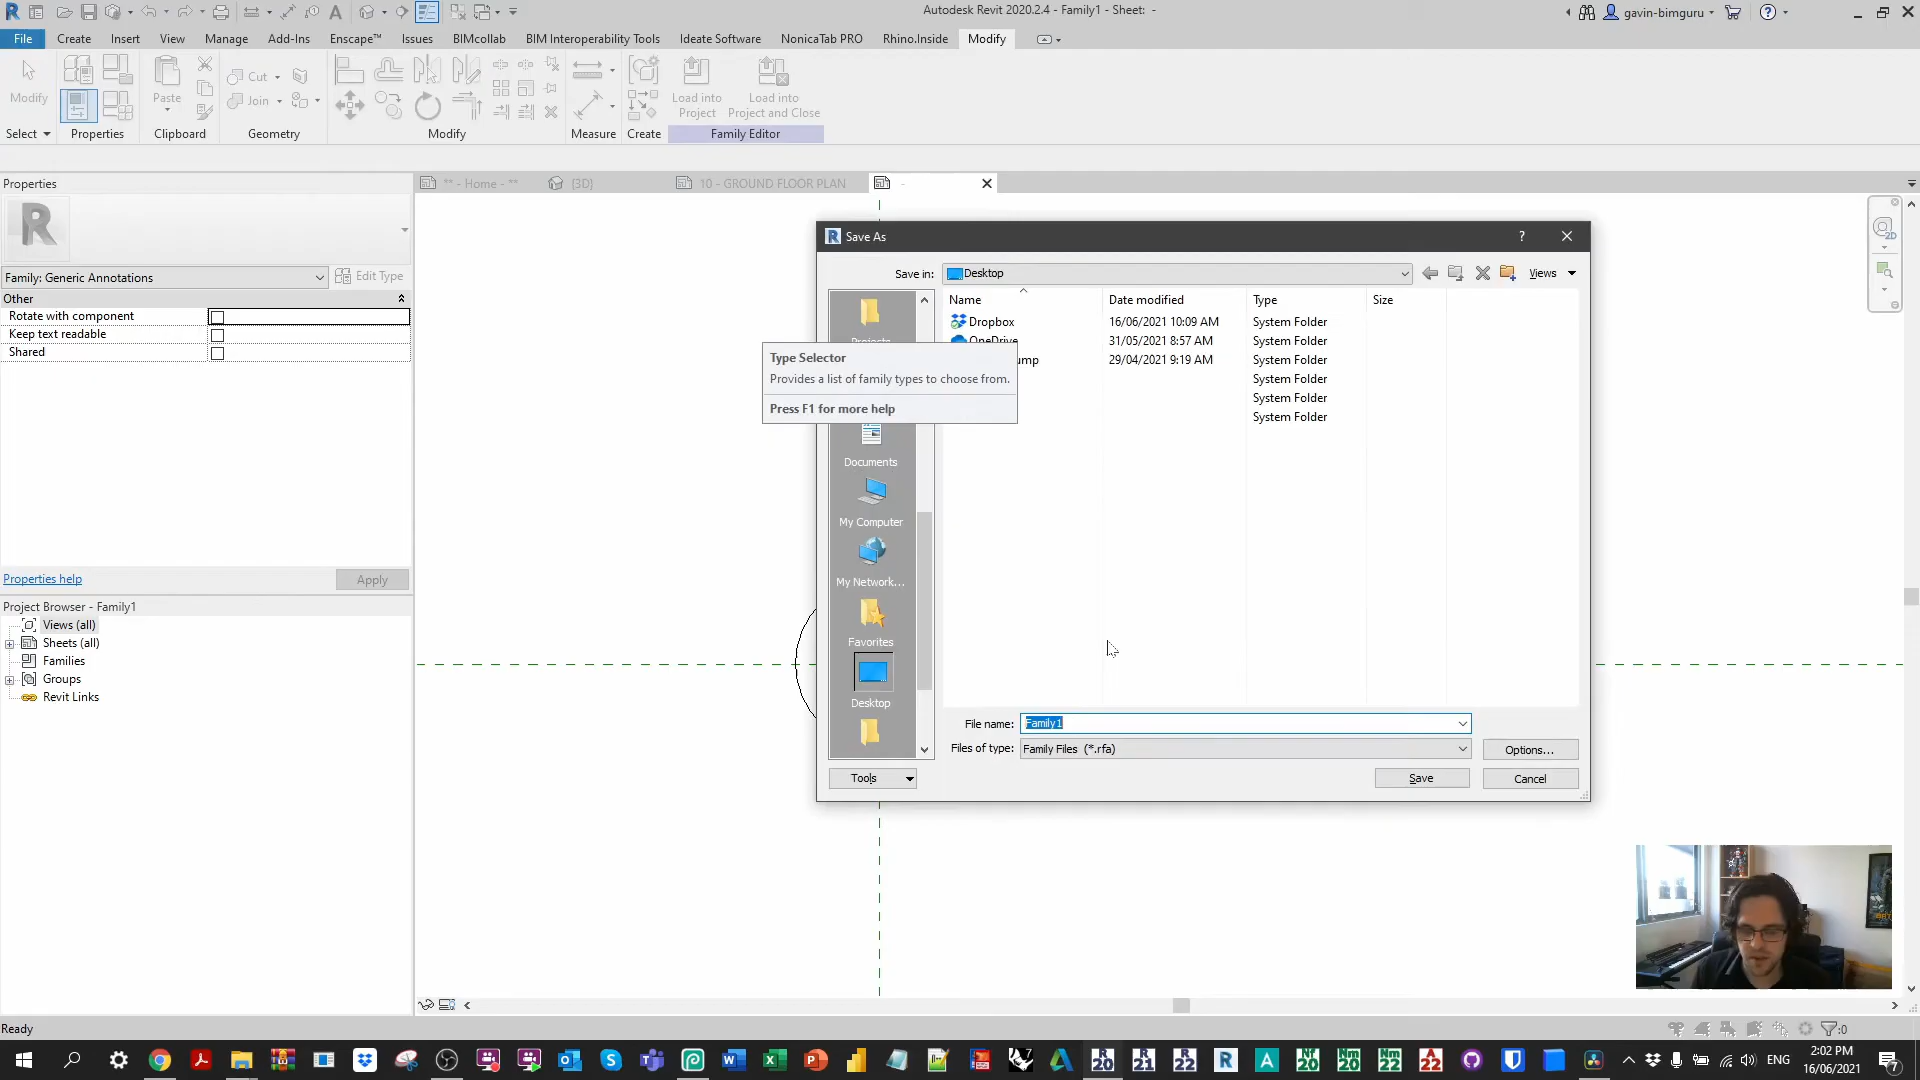 Autodesk Revit 2020.2.4 - Family1 - Sheet: -
gavin-bimguru
File
Create
Insert
View
Manage
Add-Ins
Enscape™
Issues
BIMcollab
BIM Interoperability Tools
Ideate Software
NonicaTab PRO
Rhino.Inside
Modify
Modify
Paste
Cut
Join
Load into
Project
Load into
Project and Close
Select
Properties
Clipboard
Geometry
Modify
Measure
Create
Family Editor
Properties
** - Home - **
{3D}
10 - GROUND FLOOR PLAN
-
Family: Generic Annotations
Edit Type
Other
Rotate with component
Keep text readable
Shared
Properties help
Apply
Project Browser - Family1
Views (all)
Sheets (all)
Families
Groups
Revit Links
Save As
Save in:
Desktop
Views
Name
Date modified
Type
Size
Dropbox
16/06/2021 10:09 AM
System Folder
OneDrive
31/05/2021 8:57 AM
System Folder
ump
29/04/2021 9:19 AM
System Folder
System Folder
System Folder
System Folder
Projects
Type Selector
Provides a list of family types to choose from.
Press F1 for more help
Documents
My Computer
My Network...
Favorites
Desktop
File name:
Family1
Files of type:
Family Files (*.rfa)
Options...
Tools
Save
Cancel
Ready
:0
ENG
2:02 PM
16/06/2021